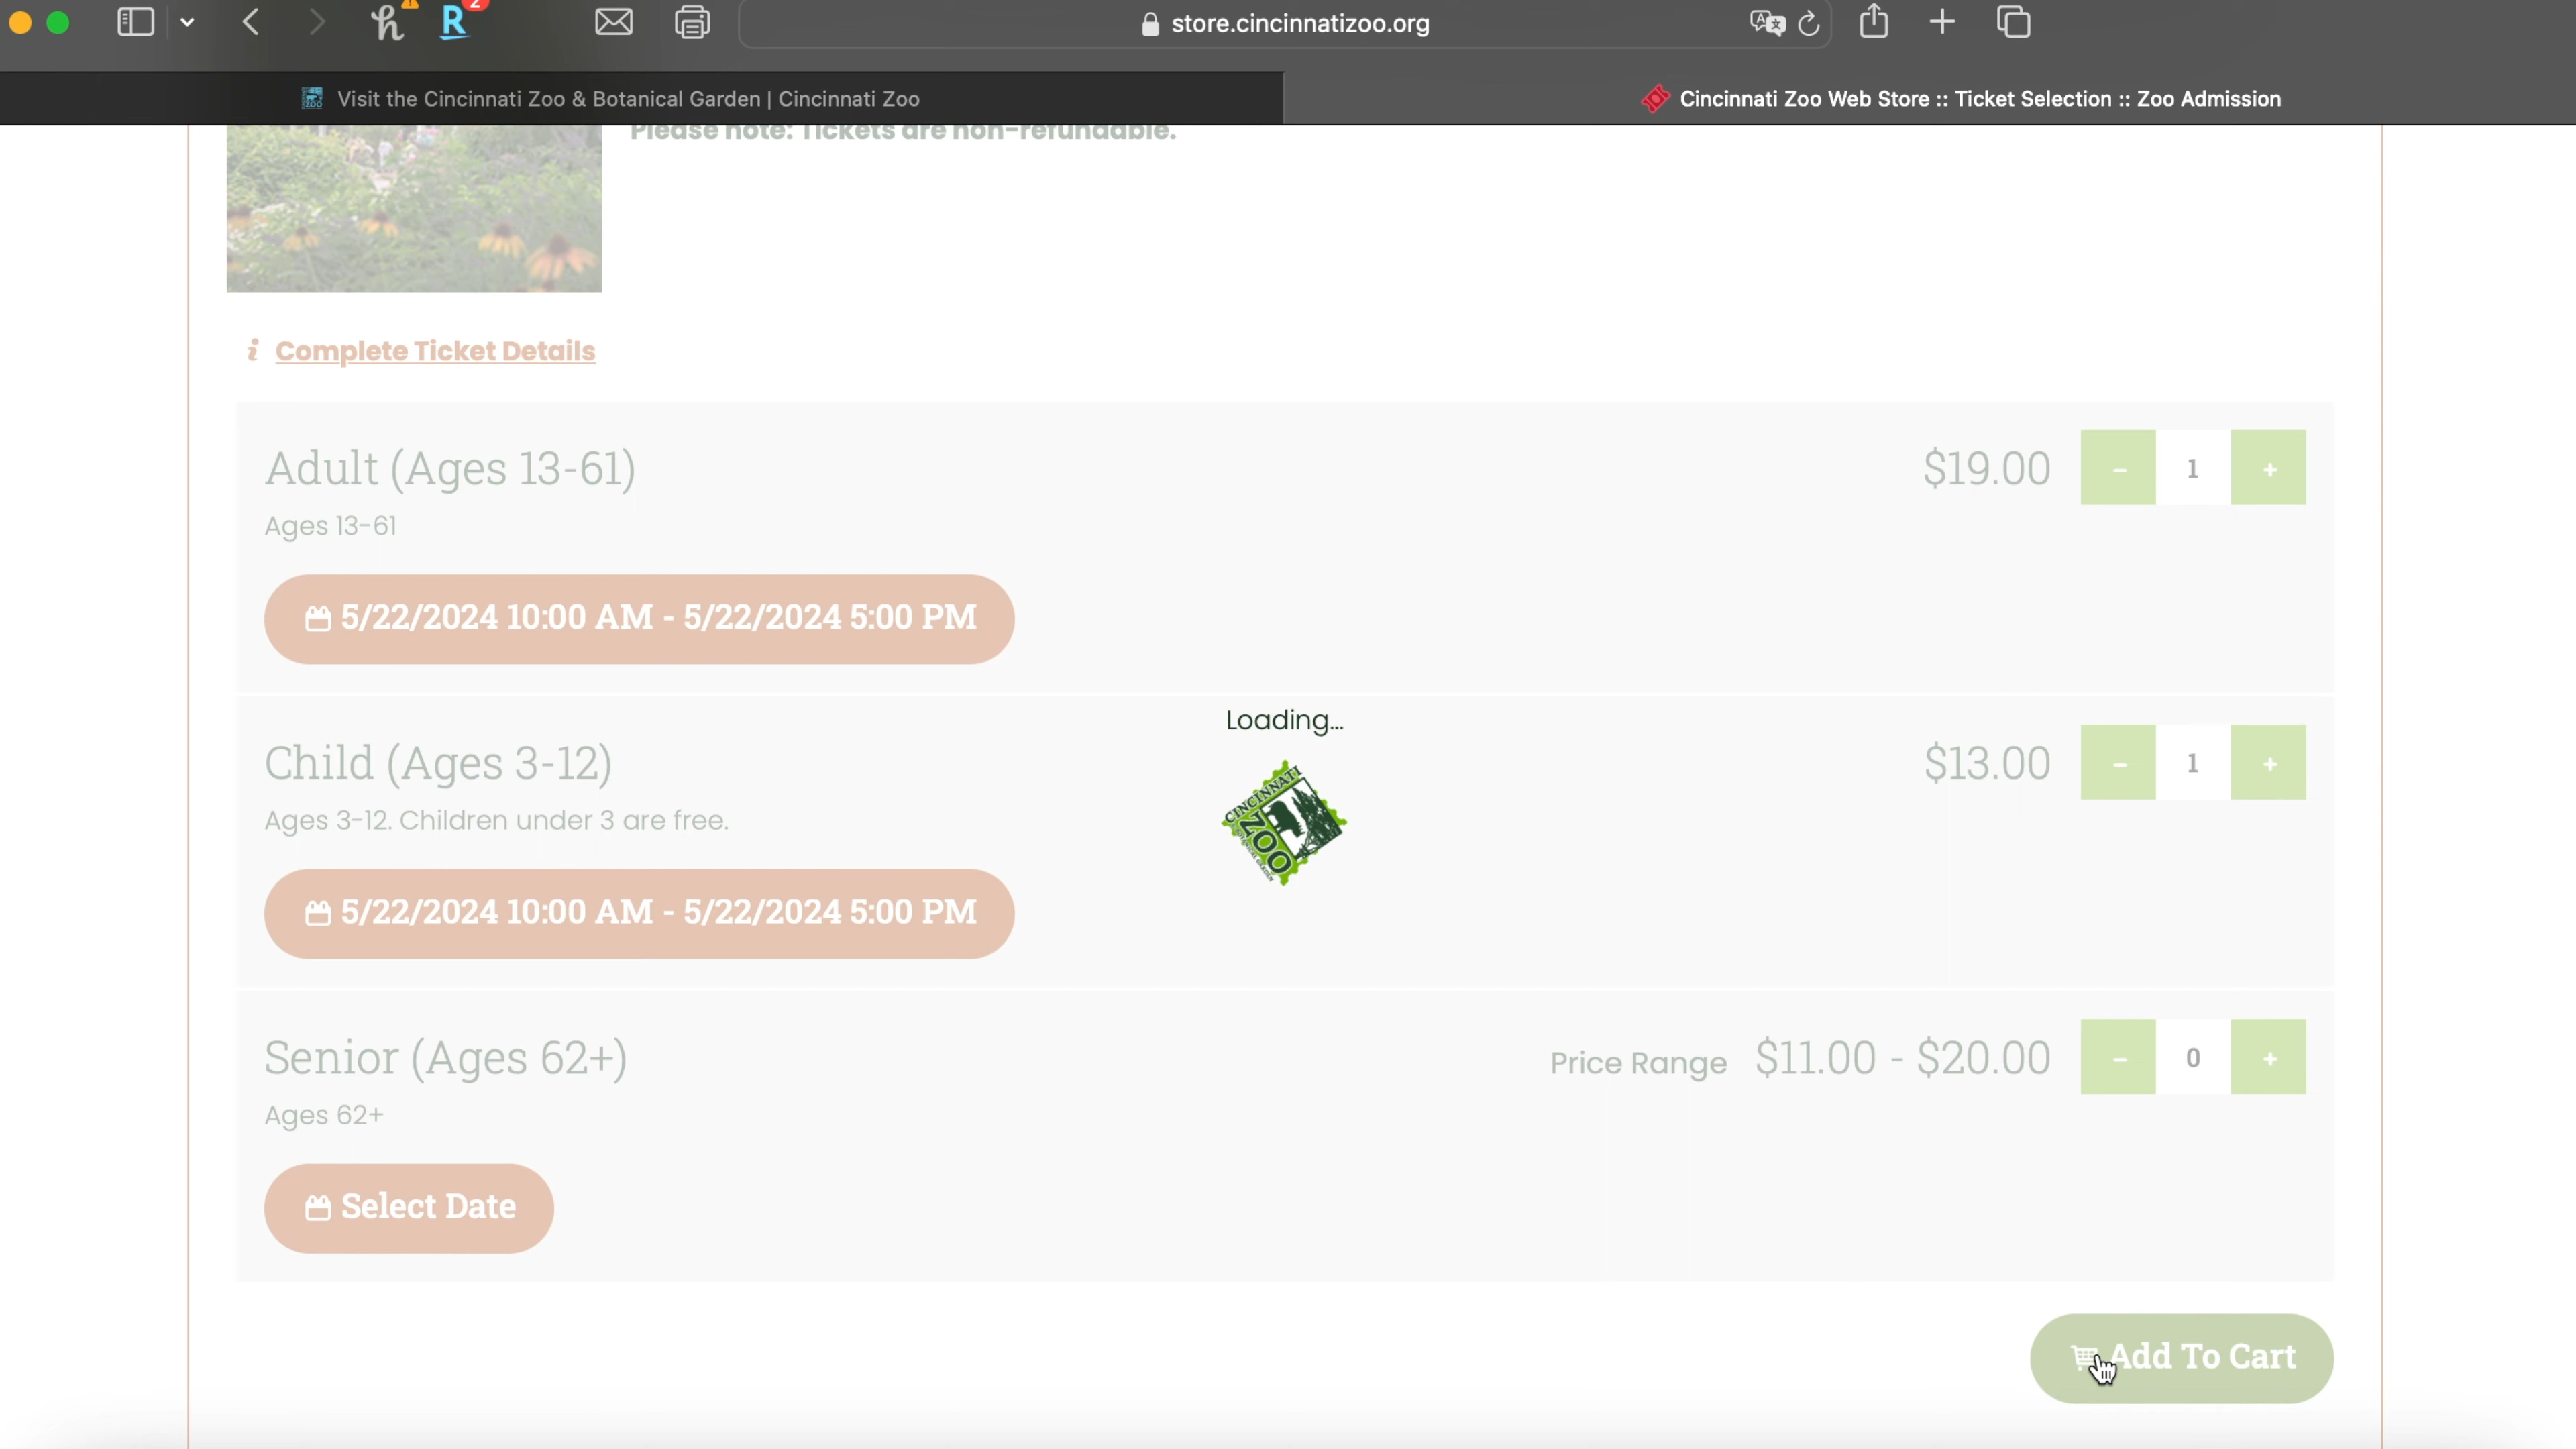 2
store.cincinnatizoo.org
Visit the Cincinnati Zoo & Botanical Garden | Cincinnati Zoo
Cincinnati Zoo Web Store :: Ticket Selection :: Zoo Admission
Please note: Tickets are non-refundable.
Complete Ticket Details
Adult (Ages 13-61)
$19.00
- 1 +
Ages 13-61
5/22/2024 10:00 AM - 5/22/2024 5:00 PM
Loading...
Child (Ages 3-12)
$13.00
- 1 +
Ages 3-12. Children under 3 are free.
CINCINNATI
ZOO
BOTANICAL GARDEN
5/22/2024 10:00 AM - 5/22/2024 5:00 PM
Senior (Ages 62+)
Price Range $11.00 - $20.00
- 0 +
Ages 62+
Select Date
Add To Cart